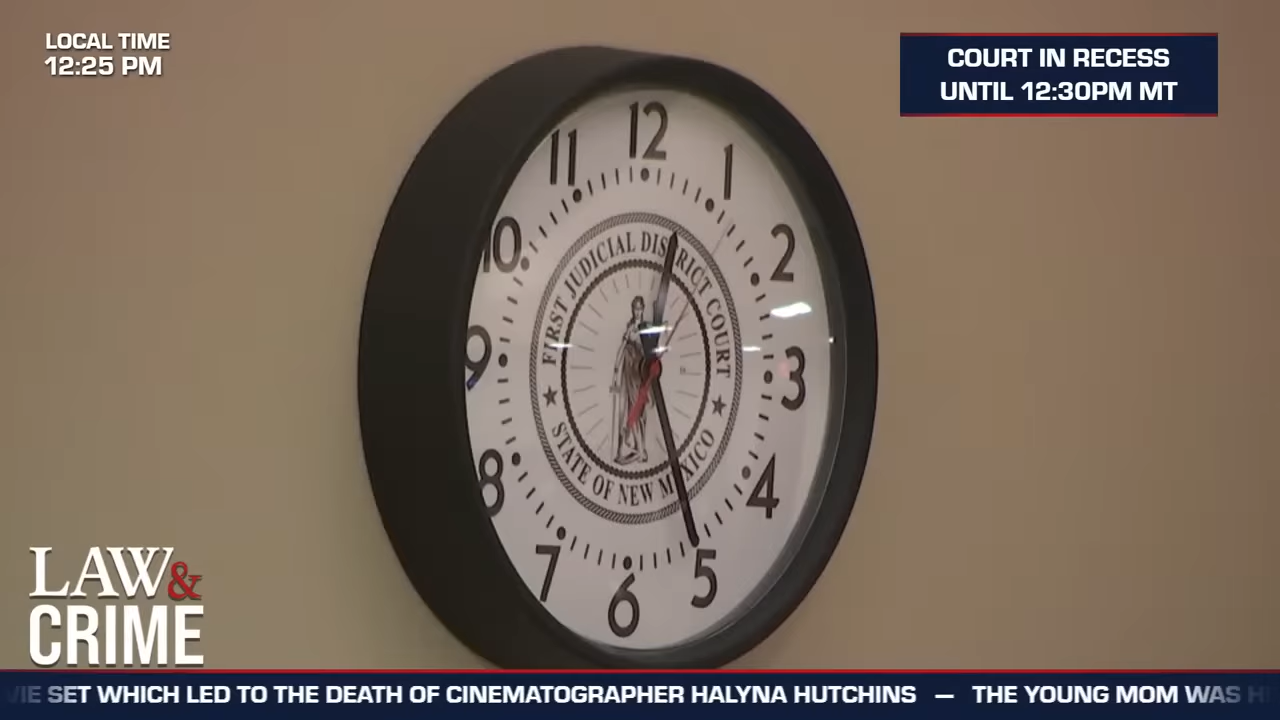 LOCAL TIME
12:25 PM
COURT IN RECESS
UNTIL 12:30PM MT
12
1
2
3
4
5
6
7
8
9
10
11
FIRST JUDICIAL DISTRICT COURT
STATE OF NEW MEXICO
LAW&
CRIME
SET WHICH LED TO THE DEATH OF CINEMATOGRAPHER HALYNA HUTCHINS — THE YOUNG MOM WAS